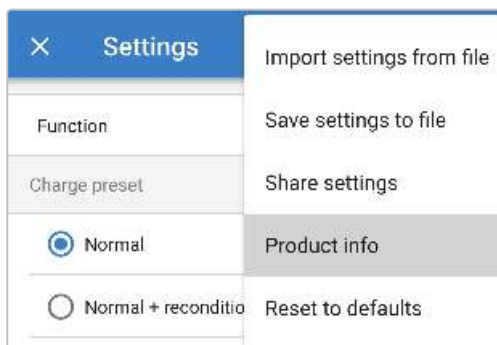 Settings
Function
Charge preset
Normal
Normal + reconditio
Import settings from file
Save settings to file
Share settings
Product info
Reset to defaults